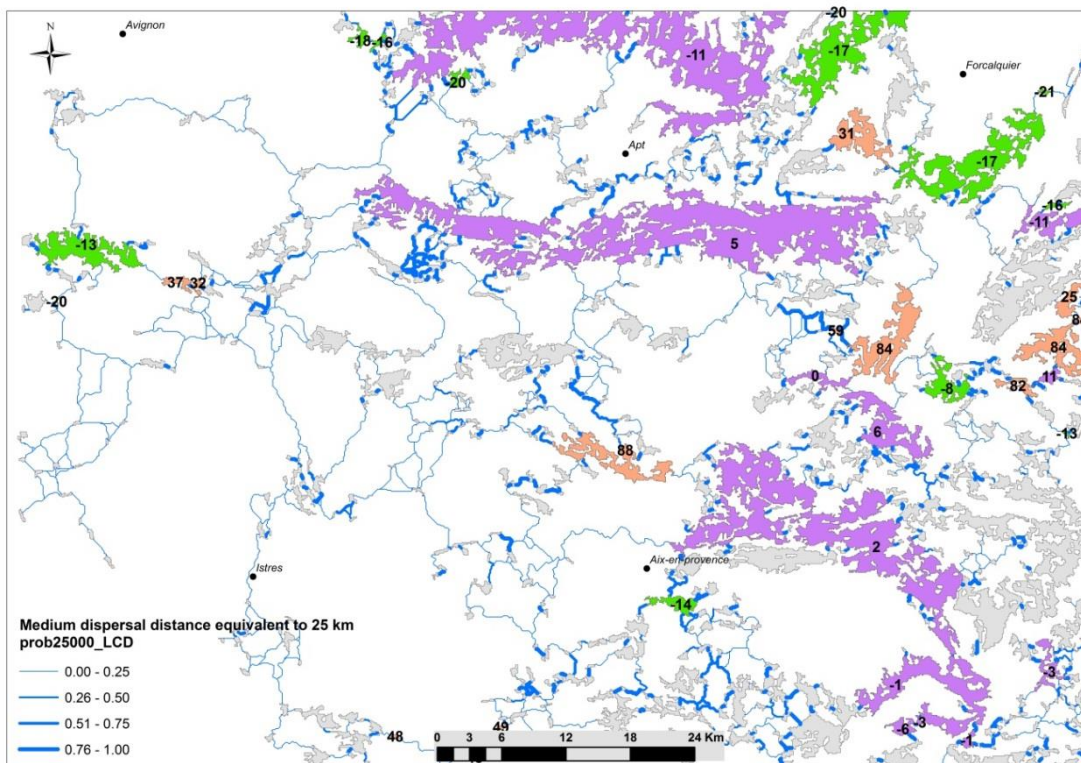 N
Avignon
-18
-16
-20
-11
-20
-17
Forcalquier
-21
31
Apt
-17
-16
-11
5
-13
37
32
-20
25
84
59
84
0
82
11
-8
6
-13
88
2
Aix-en-provence
Istres
-14
-3
-1
-3
-6
-1
Medium dispersal distance equivalent to 25 km
prob25000_LCD
0.00 - 0.25
0.26 - 0.50
0.51 - 0.75
0.76 - 1.00
48
49
0 3 6 12 18 24 Km